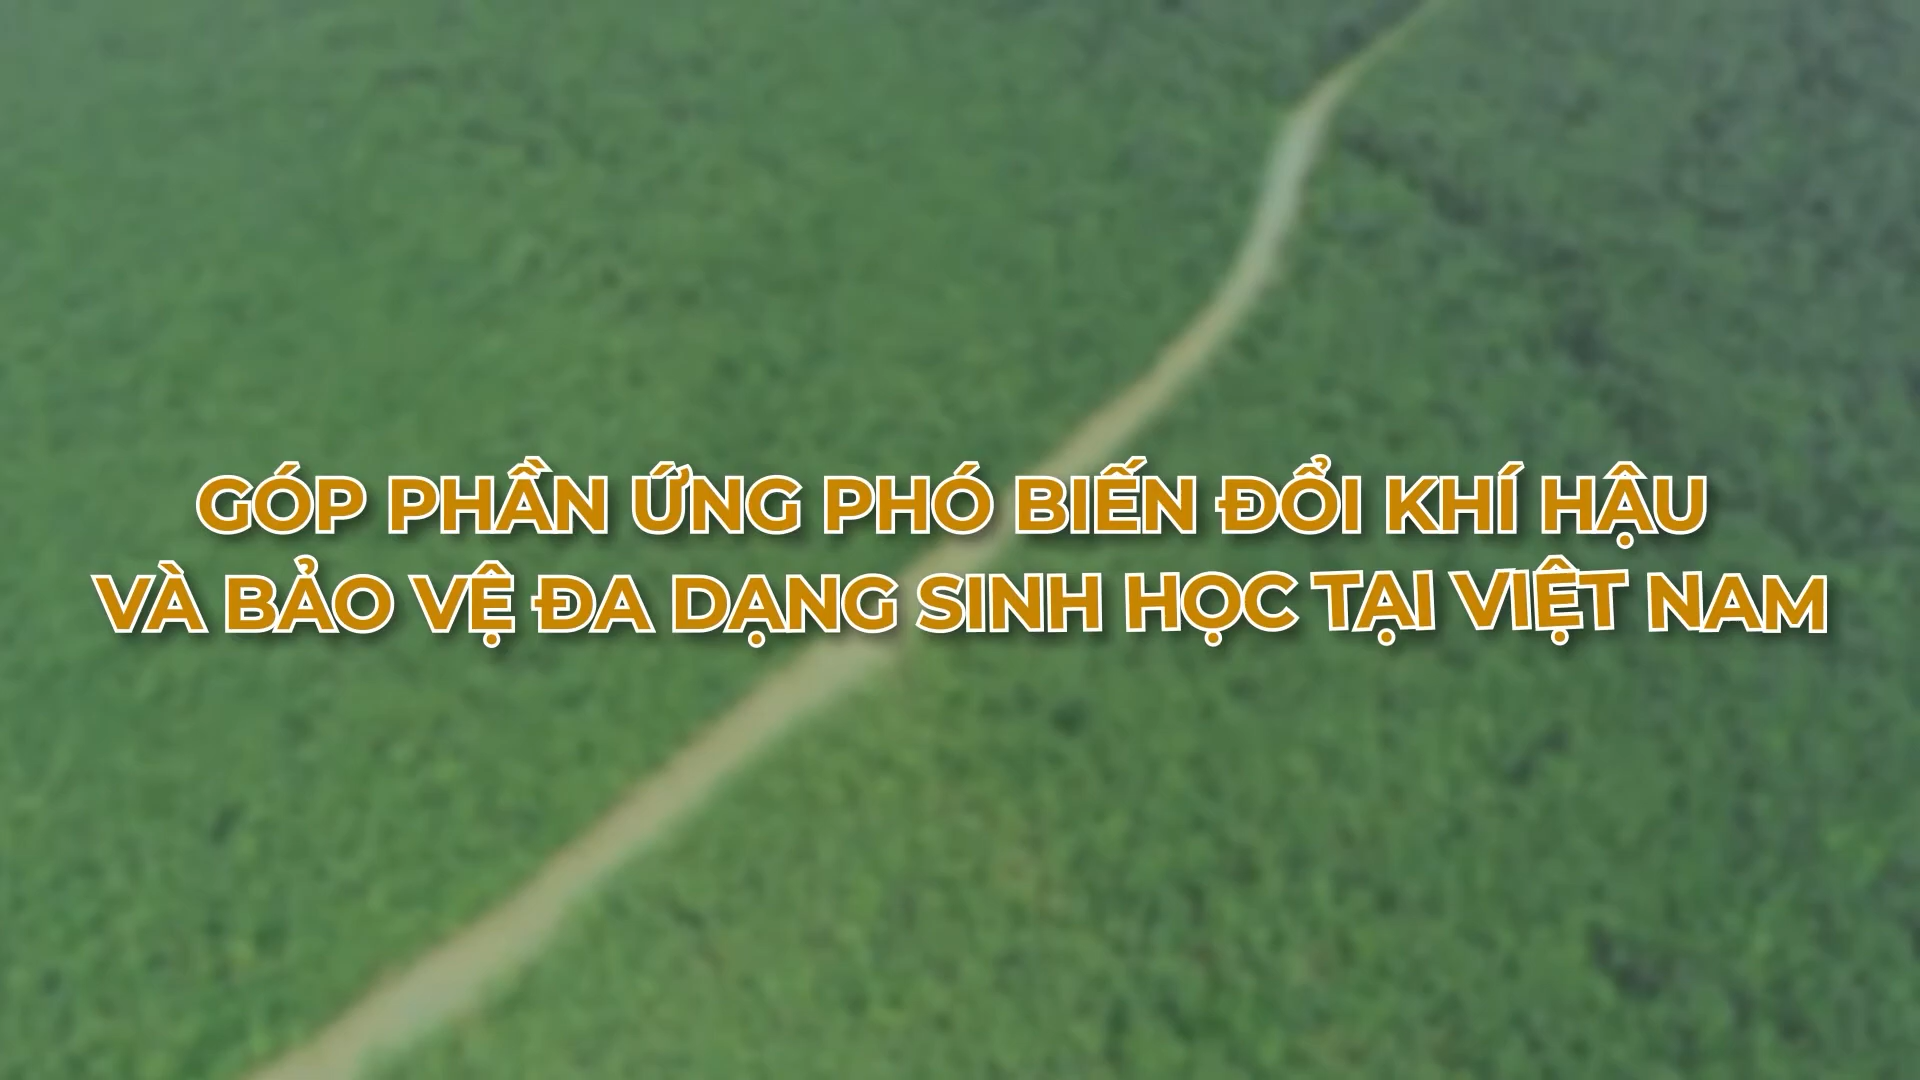 GÓP PHẦN ỨNG PHÓ BIẾN ĐỔI KHÍ HẬU
VÀ BẢO VỆ ĐA DẠNG SINH HỌC TẠI VIỆT NAM